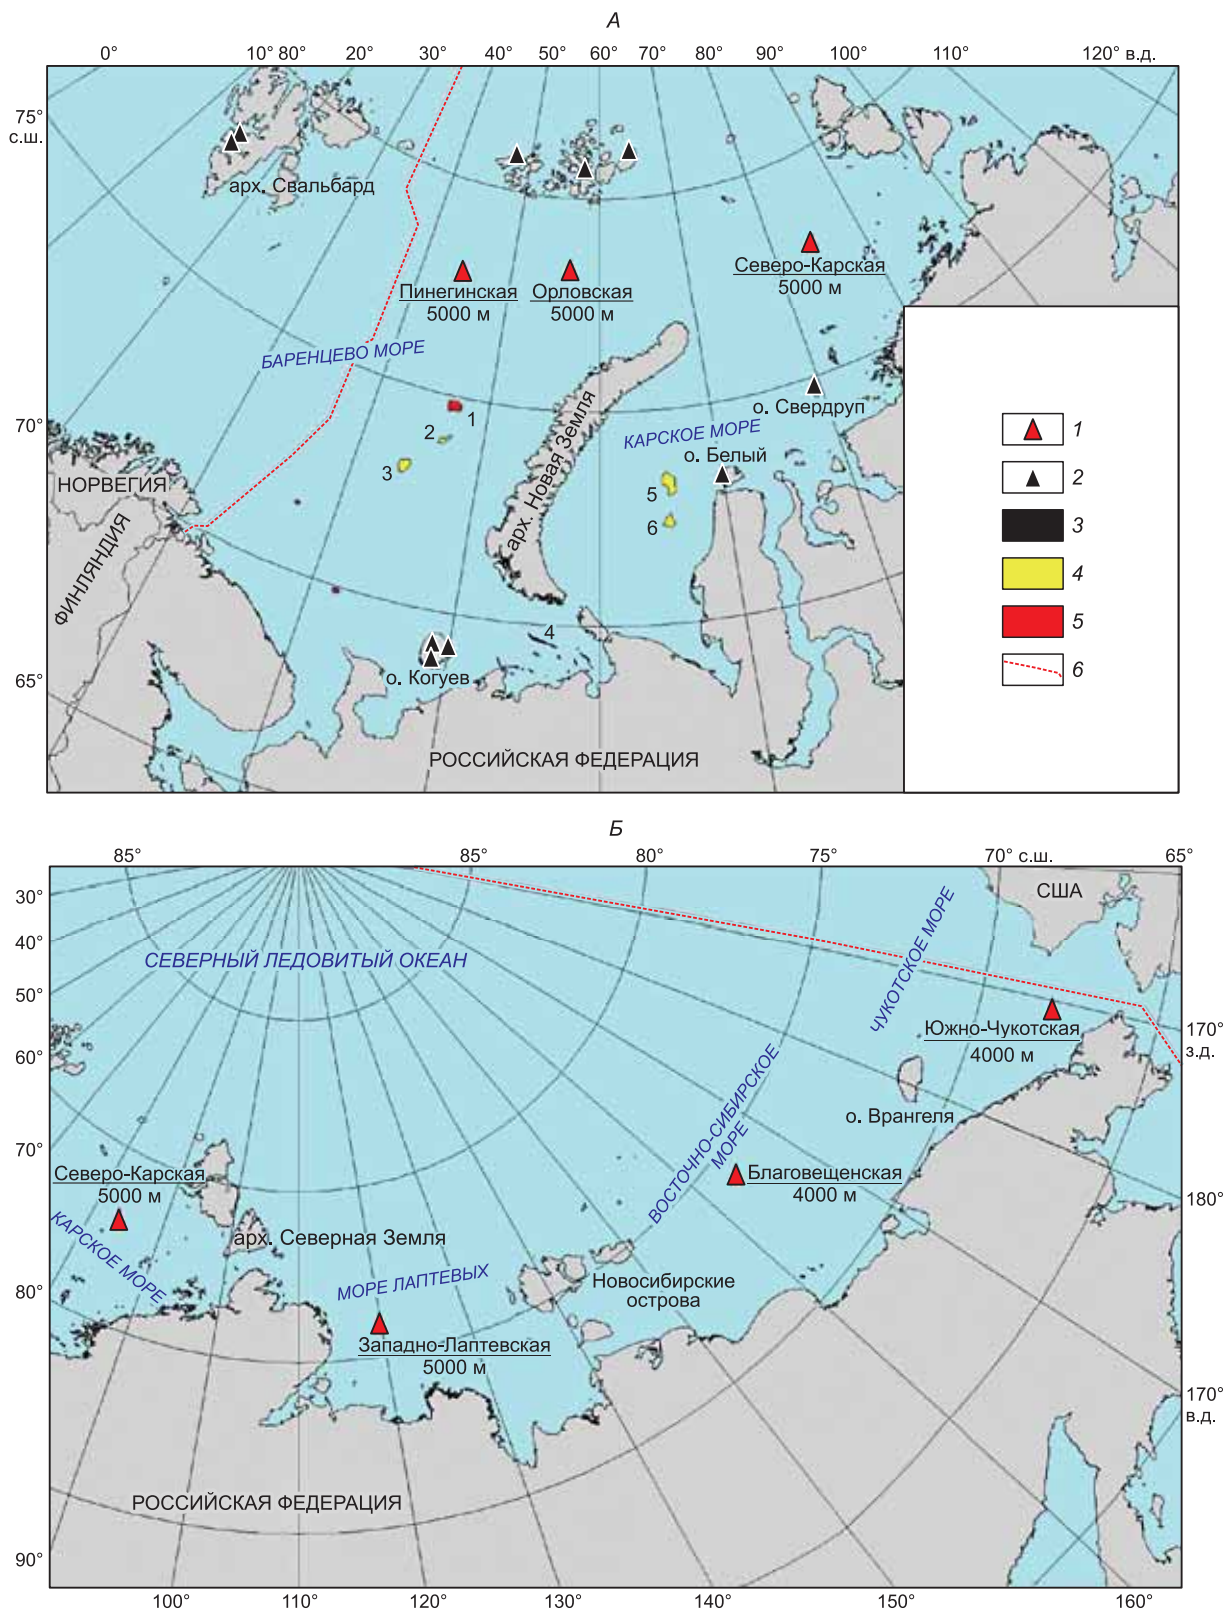 А
0° 10° 80° 20° 30° 40° 50° 60° 70° 80° 90° 100° 110° 120° в.д.
75°
с.ш.
арх. Свальбард
Северо-Карская
5000 м
Пинегинская
5000 м
Орловская
5000 м
БАРЕНЦЕВО МОРЕ
о. Свердруп
70°
1
2
3
КАРСКОЕ МОРЕ
о. Белый
арх. Новая Земля
5
6
НОРВЕГИЯ
ФИНЛЯНДИЯ
4
о. Когуев
65°
РОССИЙСКАЯ ФЕДЕРАЦИЯ
1
2
3
4
5
6
Б
85° 85° 80° 75° 70° с.ш. 65°
30°
США
40°
СЕВЕРНЫЙ ЛЕДОВИТЫЙ ОКЕАН
ЧУКОТСКОЕ МОРЕ
50°
Южно-Чукотская
4000 м
170°
з.д.
60°
о. Врангеля
70°
ВОСТОЧНО-СИБИРСКОЕ
МОРЕ
Северо-Карская
5000 м
Благовещенская
4000 м
180°
КАРСКОЕ МОРЕ
арх. Северная Земля
МОРЕ ЛАПТЕВЫХ
Новосибирские
острова
80°
Западно-Лаптевская
5000 м
170°
в.д.
РОССИЙСКАЯ ФЕДЕРАЦИЯ
90°
100° 110° 120° 130° 140° 150° 160°